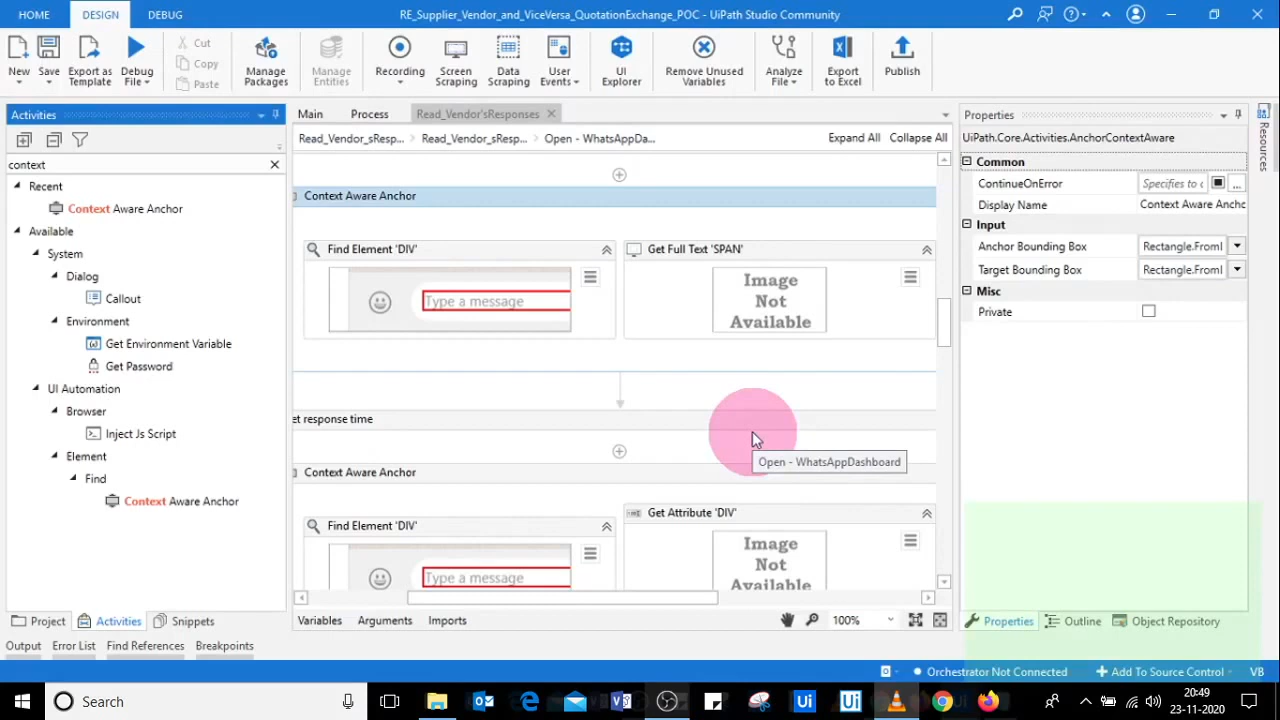 HOME
DESIGN
DEBUG
RE_Supplier_Vendor_and_ViceVersa_QuotationExchange_POC - UiPath Studio Community
New
Save
Export as
Template
Debug
File
Cut
Copy
Paste
Manage
Packages
Manage
Entities
Recording
Screen
Scraping
Data
Scraping
User
Events
UI
Explorer
Remove Unused
Variables
Analyze
File
Export
to Excel
Publish
Activities
context
Recent
Context Aware Anchor
Available
System
Dialog
Callout
Environment
Get Environment Variable
Get Password
UI Automation
Browser
Inject Js Script
Element
Find
Context Aware Anchor
Project
Activities
Snippets
Main
Process
Read_Vendor'sResponses
Read_Vendor_sResp...
Read_Vendor_sResp...
Open - WhatsAppDa...
Expand All
Collapse All
Context Aware Anchor
Find Element 'DIV'
Type a message
Get Full Text 'SPAN'
Image
Not
Available
et response time
Open - WhatsAppDashboard
Context Aware Anchor
Find Element 'DIV'
Type a message
Get Attribute 'DIV'
Image
Not
Available
Variables
Arguments
Imports
100%
Properties
UiPath.Core.Activities.AnchorContextAware
Common
ContinueOnError
Specifies to c
...
Display Name
Context Aware Ancho
Input
Anchor Bounding Box
Rectangle.FromI
Target Bounding Box
Rectangle.FromI
Misc
Private
Resources
Properties
Outline
Object Repository
Output
Error List
Find References
Breakpoints
Orchestrator Not Connected
Add To Source Control
VB
Search
Ui
Ui
20:49
23-11-2020